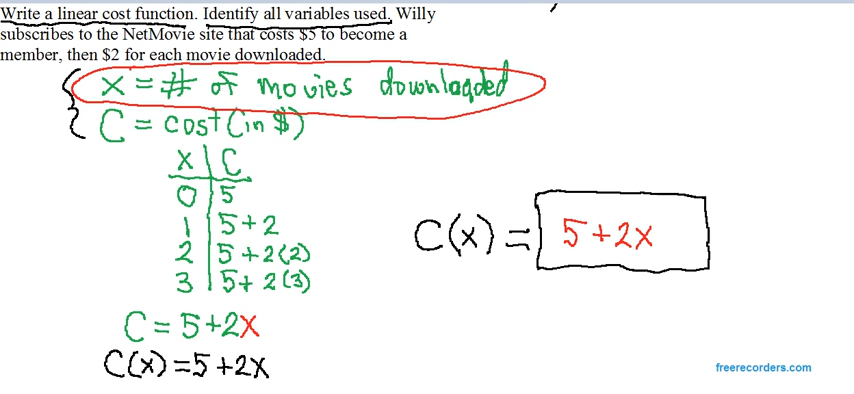 Write a linear cost function. Identify all variables used. Willy
subscribes to the NetMovie site that costs $5 to become a
member, then $2 for each movie downloaded.
x = # of movies downloaded
C = cost (in $)
x | C
0 | 5
1 | 5+2
2 | 5+2(2)
3 | 5+2(3)
C = 5+2x
C(x) = 5+2x
C(x) = 5+2x
freerecorders.com